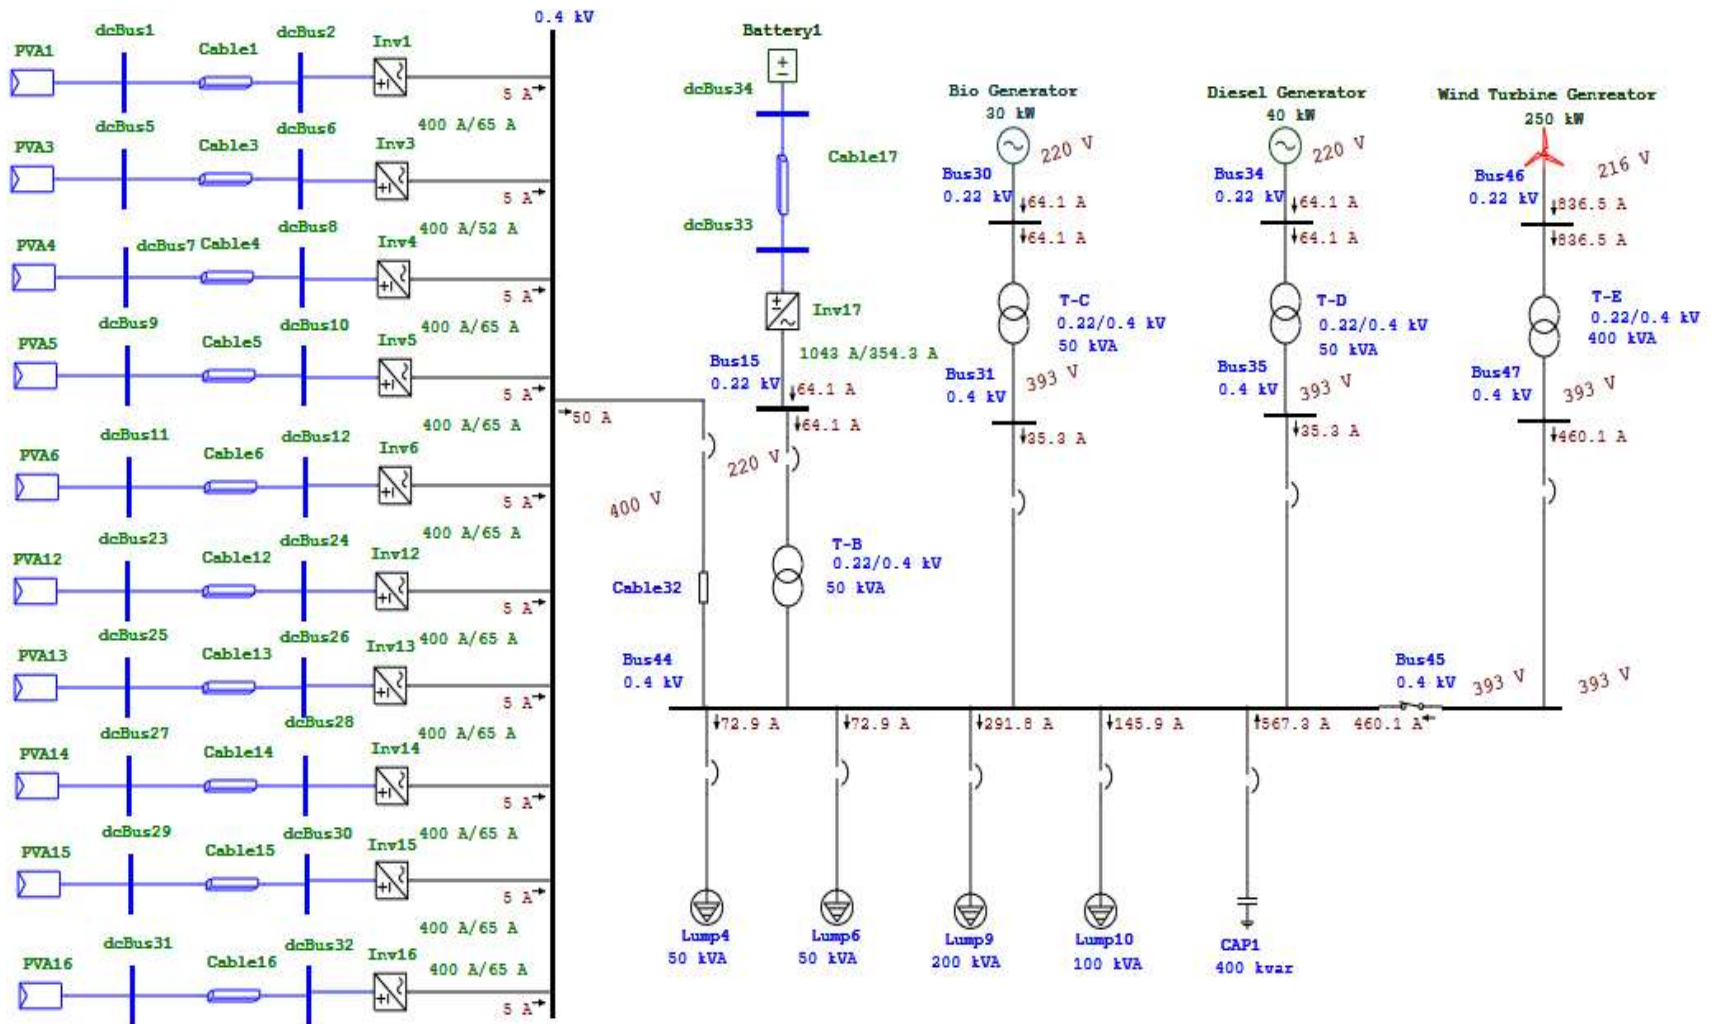 0.4 kV
PVA1
dcBus1
Cable1
dcBus2
Inv1
5 A
400 A/65 A
PVA3
dcBus5
Cable3
dcBus6
Inv3
5 A
400 A/52 A
PVA4
dcBus7
Cable4
dcBus8
Inv4
5 A
400 A/65 A
PVA5
dcBus9
Cable5
dcBus10
Inv5
5 A
400 A/65 A
PVA6
dcBus11
Cable6
dcBus12
Inv6
5 A
400 A/65 A
PVA12
dcBus23
Cable12
dcBus24
Inv12
5 A
400 A/65 A
PVA13
dcBus25
Cable13
dcBus26
Inv13
5 A
400 A/65 A
PVA14
dcBus27
Cable14
dcBus28
Inv14
5 A
400 A/65 A
PVA15
dcBus29
Cable15
dcBus30
Inv15
5 A
400 A/65 A
PVA16
dcBus31
Cable16
dcBus32
Inv16
400 A/65 A
5 A
50 A
400 V
Cable32
Battery1
dcBus34
Cable17
dcBus33
Inv17
1043 A/354.3 A
Bus15
0.22 kV
64.1 A
64.1 A
220 V
T-B
0.22/0.4 kV
50 kVA
Bio Generator
30 kW
220 V
Bus30
0.22 kV
64.1 A
64.1 A
T-C
0.22/0.4 kV
50 kVA
Bus31
0.4 kV
393 V
35.3 A
Diesel Generator
40 kW
220 V
Bus34
0.22 kV
64.1 A
64.1 A
T-D
0.22/0.4 kV
50 kVA
Bus35
0.4 kV
393 V
35.3 A
Wind Turbine Genreator
250 kW
216 V
Bus46
0.22 kV
836.5 A
836.5 A
T-E
0.22/0.4 kV
400 kVA
Bus47
0.4 kV
393 V
460.1 A
Bus44
0.4 kV
Bus45
0.4 kV
393 V
393 V
72.9 A
72.9 A
291.8 A
145.9 A
567.3 A
460.1 A
Lump4
50 kVA
Lump6
50 kVA
Lump9
200 kVA
Lump10
100 kVA
CAP1
400 kvar